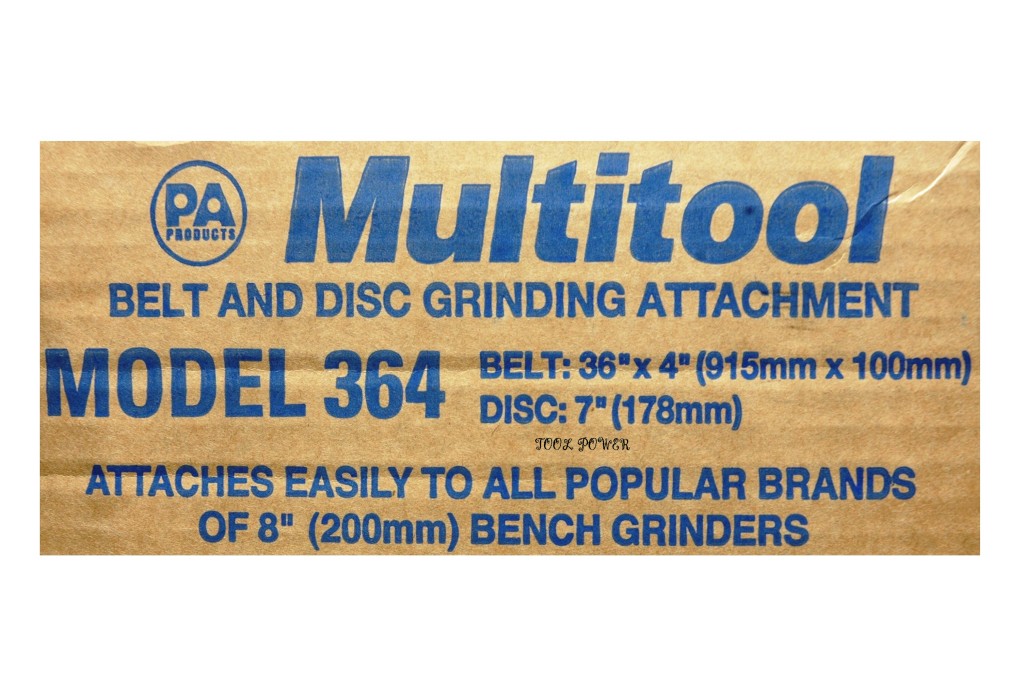 PA
PRODUCTS
Multitool
BELT AND DISC GRINDING ATTACHMENT
MODEL 364
BELT: 36" x 4" (915mm x 100mm)
DISC: 7" (178mm)
TOOL POWER
ATTACHES EASILY TO ALL POPULAR BRANDS
OF 8" (200mm) BENCH GRINDERS